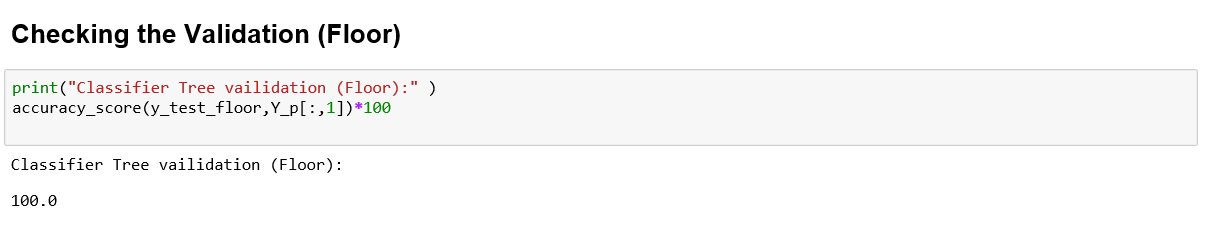 Checking the Validation (Floor)
print("Classifier Tree vailidation (Floor):" )
accuracy_score(y_test_floor,Y_p[:,1])*100
Classifier Tree vailidation (Floor):
100.0